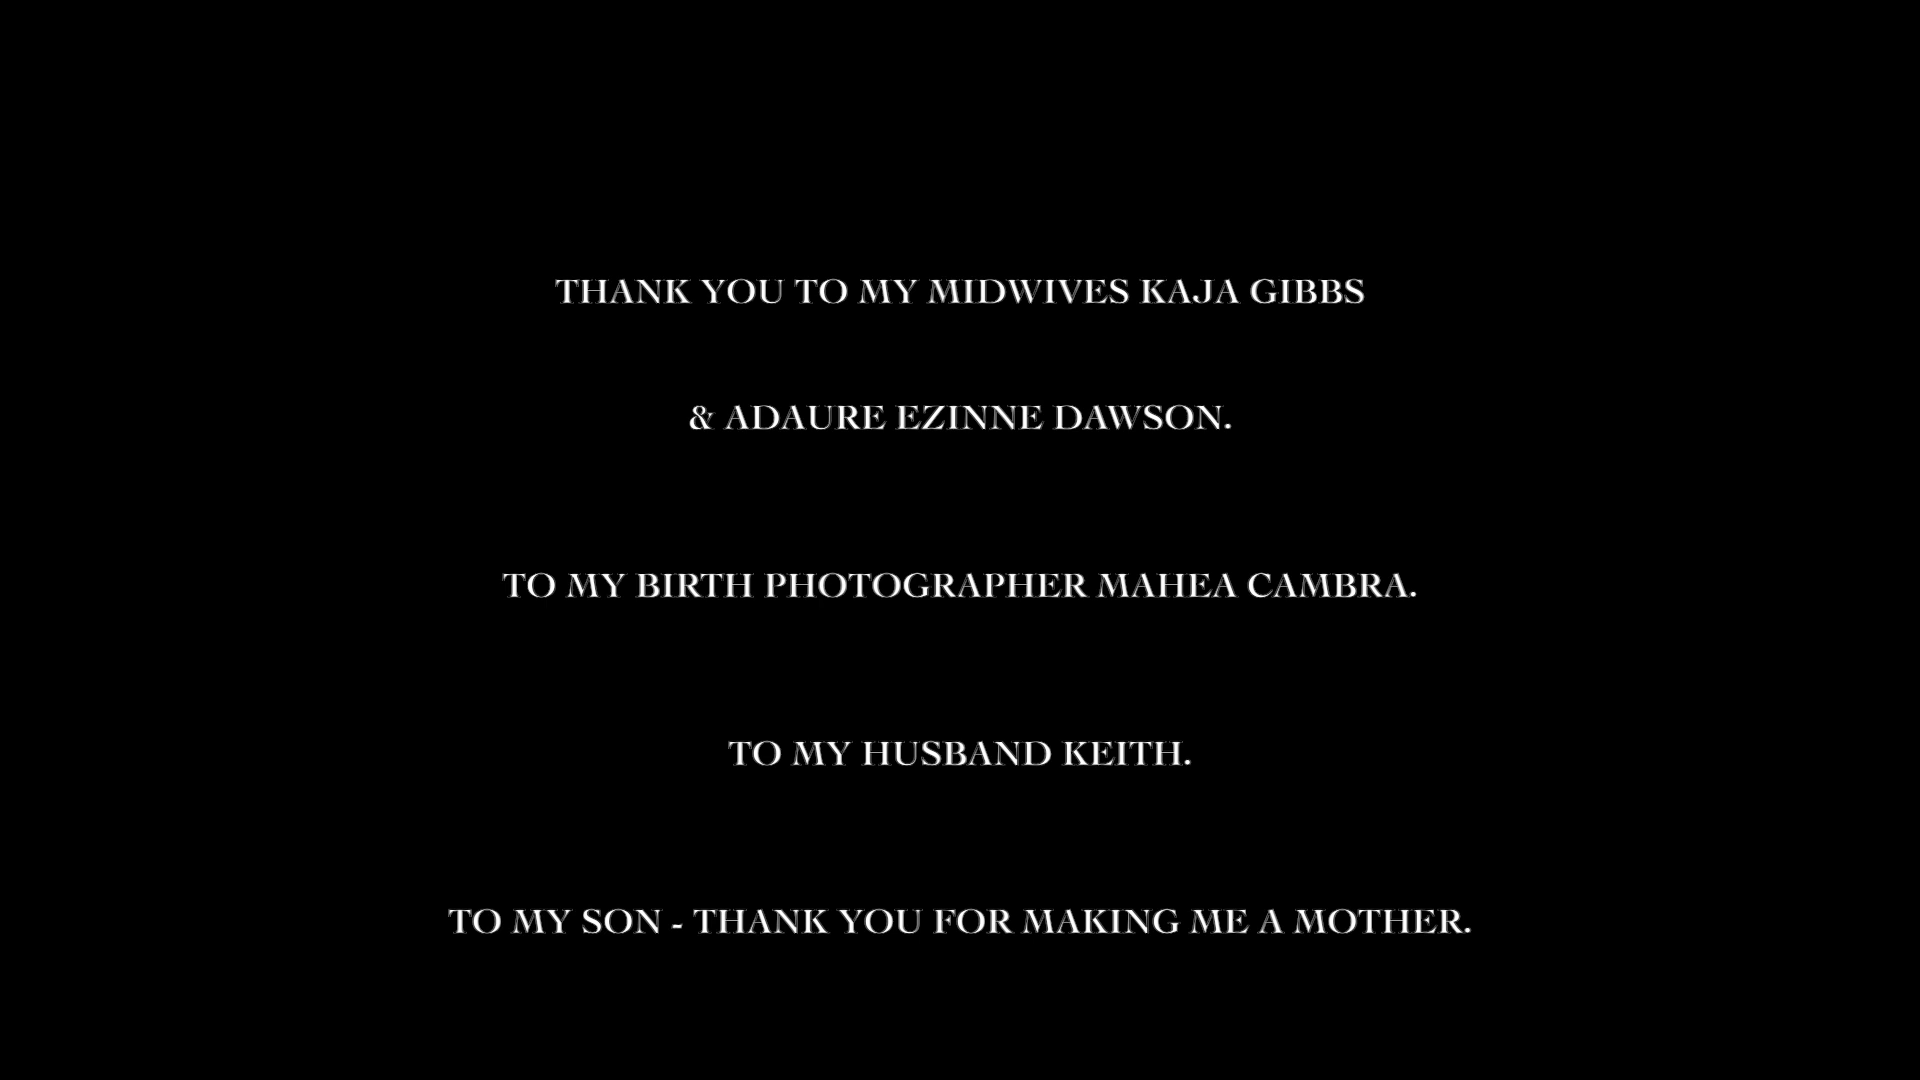 THANK YOU TO MY MIDWIVES KAJA GIBBS
& ADAURE EZINNE DAWSON.
TO MY BIRTH PHOTOGRAPHER MAHEA CAMBRA.
TO MY HUSBAND KEITH.
TO MY SON - THANK YOU FOR MAKING ME A MOTHER.